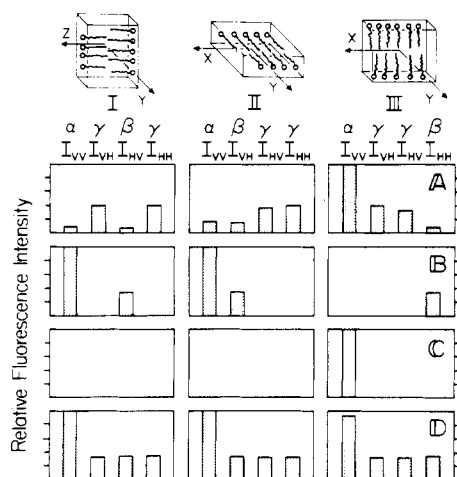 Z
Y
I
X
Y
II
X
Y
III
α γ β γ α β γ γ α γ γ β
I_VV I_VH I_HV I_HH I_VV I_VH I_HV I_HH I_VV I_VH I_HV I_HH
Relative Fluorescence Intensity
A
B
C
D